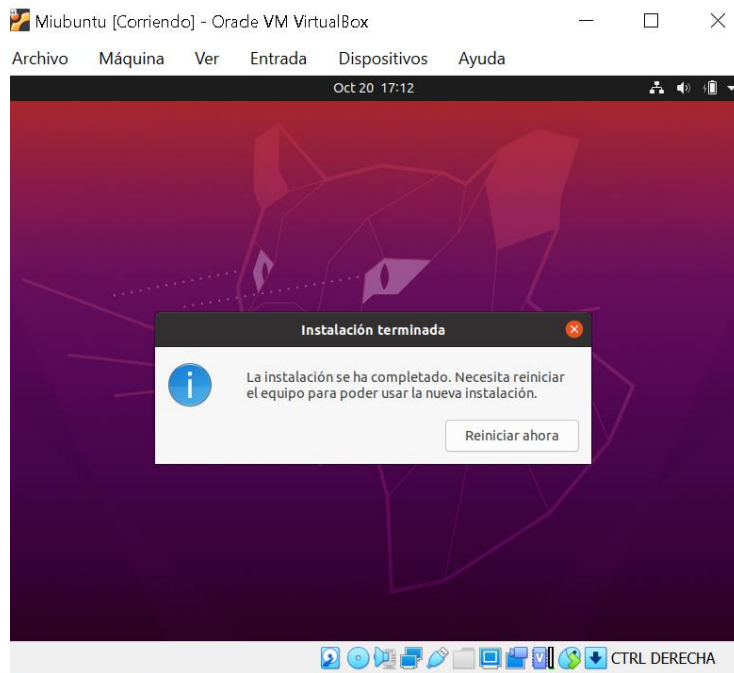 Miubuntu [Corriendo] - Oracle VM VirtualBox
Archivo Máquina Ver Entrada Dispositivos Ayuda
Oct 20 17:12
Instalación terminada
La instalación se ha completado. Necesita reiniciar
el equipo para poder usar la nueva instalación.
Reiniciar ahora
CTRL DERECHA